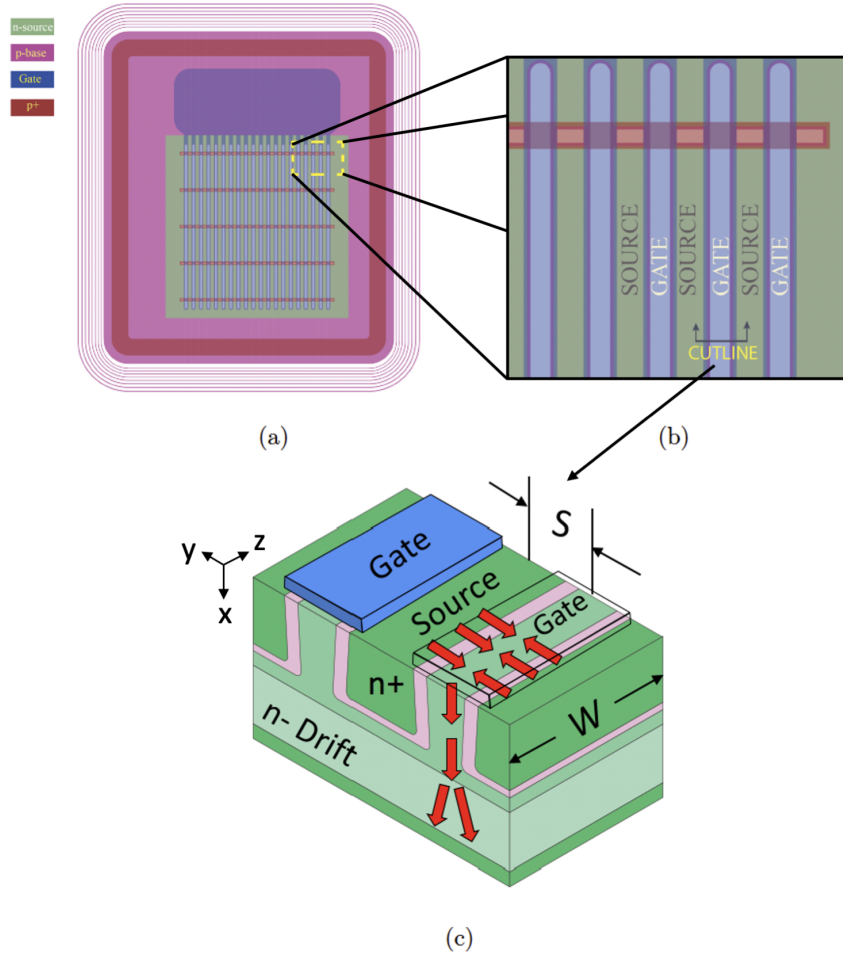 n-source
p-base
Gate
p+
SOURCE
GATE
SOURCE
GATE
SOURCE
GATE
CUTLINE
(a)
(b)
S
y
z
x
Gate
Source
Gate
n+
W
n- Drift
(c)